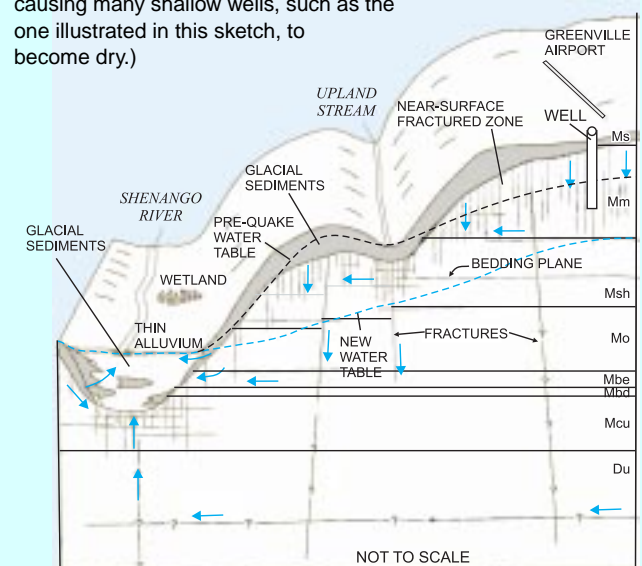 causing many shallow wells, such as the
one illustrated in this sketch, to
become dry.)
GREENVILLE
AIRPORT
UPLAND
STREAM
NEAR-SURFACE
FRACTURED ZONE
WELL
Ms
GLACIAL
SEDIMENTS
SHENANGO
RIVER
Mm
PRE-QUAKE
WATER
TABLE
GLACIAL
SEDIMENTS
WETLAND
BEDDING PLANE
Msh
THIN
ALLUVIUM
NEW
WATER
TABLE
FRACTURES
Mo
Mbe
Mbd
Mcu
Du
? ? ? ?
NOT TO SCALE